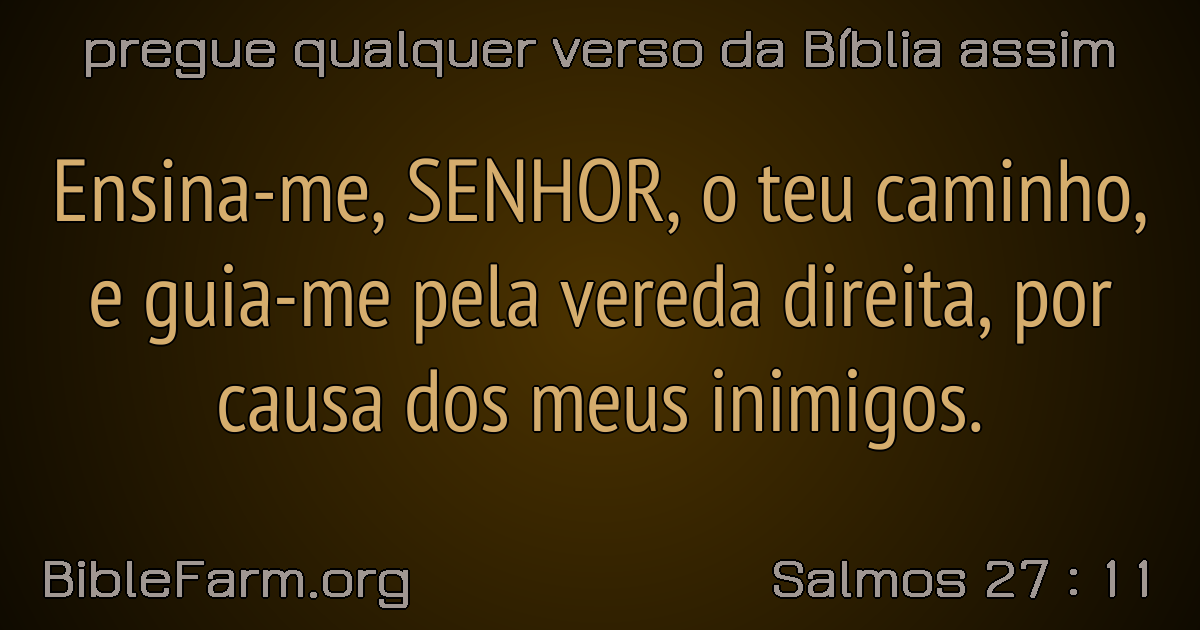 pregue qualquer verso da Bíblia assim
Ensina-me, SENHOR, o teu caminho,
e guia-me pela vereda direita, por
causa dos meus inimigos.
BibleFarm.org
Salmos 27 : 11